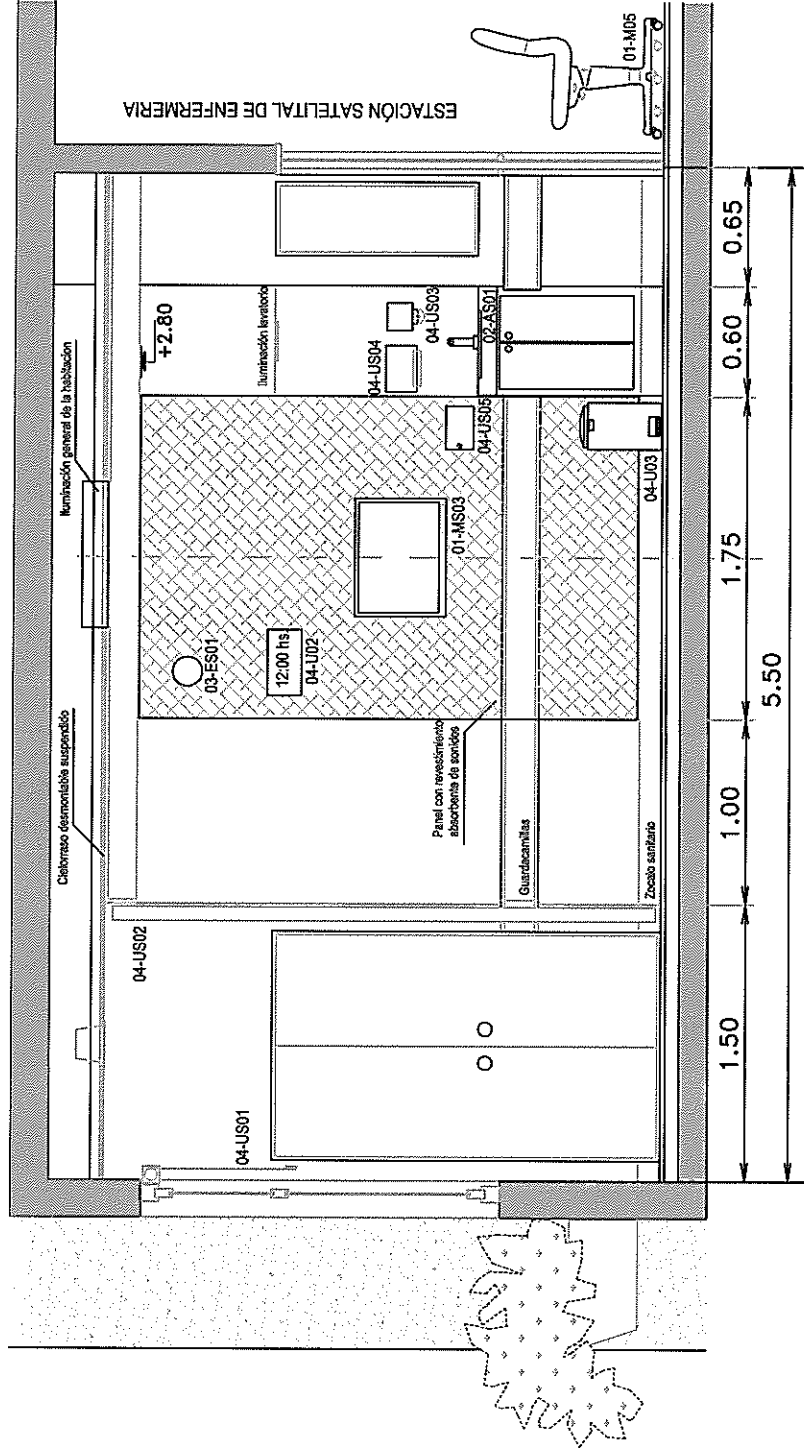 Cielorraso desmontable suspendido
Iluminación general de la habitacion
+2.80
04-US02
04-US01
03-ES01
12:00 hs.
04-U02
Iluminación lavatorio
04-US04
04-US03
01-MS03
04-US05
02-AS01
Panel con revestimiento
absorbente de sonidos
Guardacamillas
Zocalo sanitario
04-U03
ESTACIÓN SATELITAL DE ENFERMERIA
01-M05
1.50
1.00
1.75
0.60
0.65
5.50